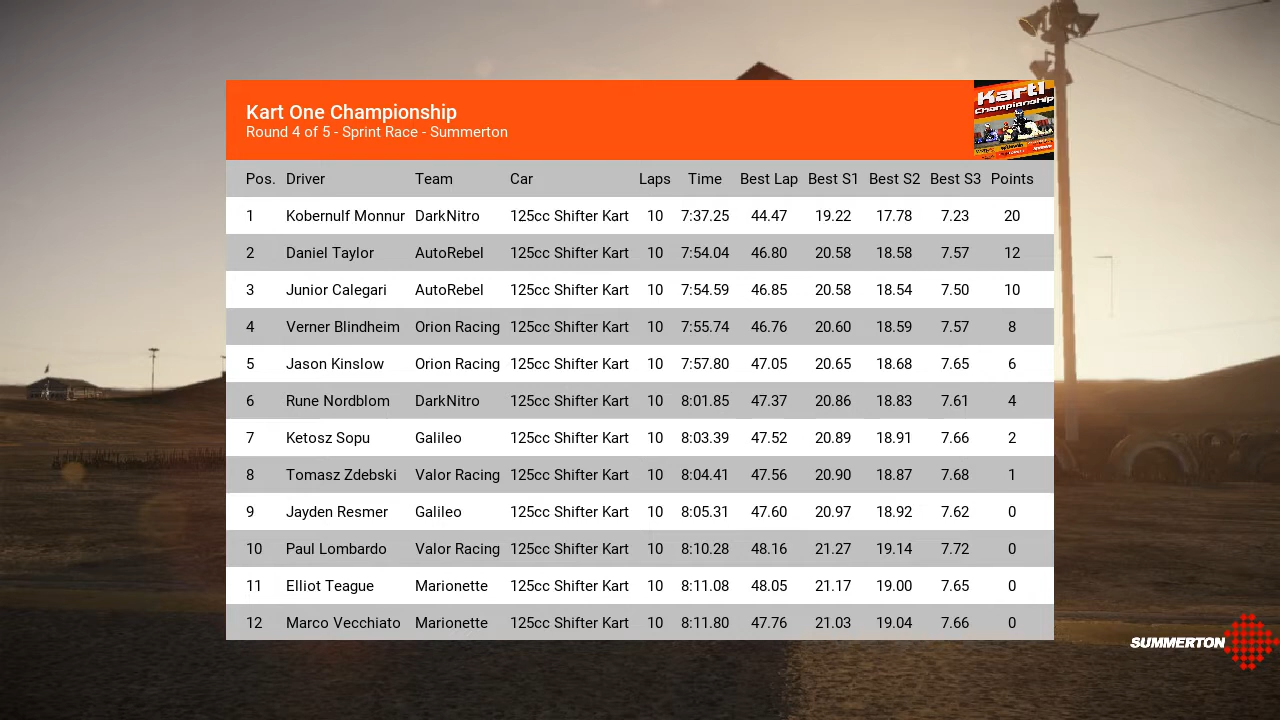 Kart One Championship
Round 4 of 5 - Sprint Race - Summerton
Kart1
Championship
Pos. Driver Team Car Laps Time Best Lap Best S1 Best S2 Best S3 Points
1 Kobernulf Monnur DarkNitro 125cc Shifter Kart 10 7:37.25 44.47 19.22 17.78 7.23 20
2 Daniel Taylor AutoRebel 125cc Shifter Kart 10 7:54.04 46.80 20.58 18.58 7.57 12
3 Junior Calegari AutoRebel 125cc Shifter Kart 10 7:54.59 46.85 20.58 18.54 7.50 10
4 Verner Blindheim Orion Racing 125cc Shifter Kart 10 7:55.74 46.76 20.60 18.59 7.57 8
5 Jason Kinslow Orion Racing 125cc Shifter Kart 10 7:57.80 47.05 20.65 18.68 7.65 6
6 Rune Nordblom DarkNitro 125cc Shifter Kart 10 8:01.85 47.37 20.86 18.83 7.61 4
7 Ketosz Sopu Galileo 125cc Shifter Kart 10 8:03.39 47.52 20.89 18.91 7.66 2
8 Tomasz Zdebski Valor Racing 125cc Shifter Kart 10 8:04.41 47.56 20.90 18.87 7.68 1
9 Jayden Resmer Galileo 125cc Shifter Kart 10 8:05.31 47.60 20.97 18.92 7.62 0
10 Paul Lombardo Valor Racing 125cc Shifter Kart 10 8:10.28 48.16 21.27 19.14 7.72 0
11 Elliot Teague Marionette 125cc Shifter Kart 10 8:11.08 48.05 21.17 19.00 7.65 0
12 Marco Vecchiato Marionette 125cc Shifter Kart 10 8:11.80 47.76 21.03 19.04 7.66 0
SUMMERTON